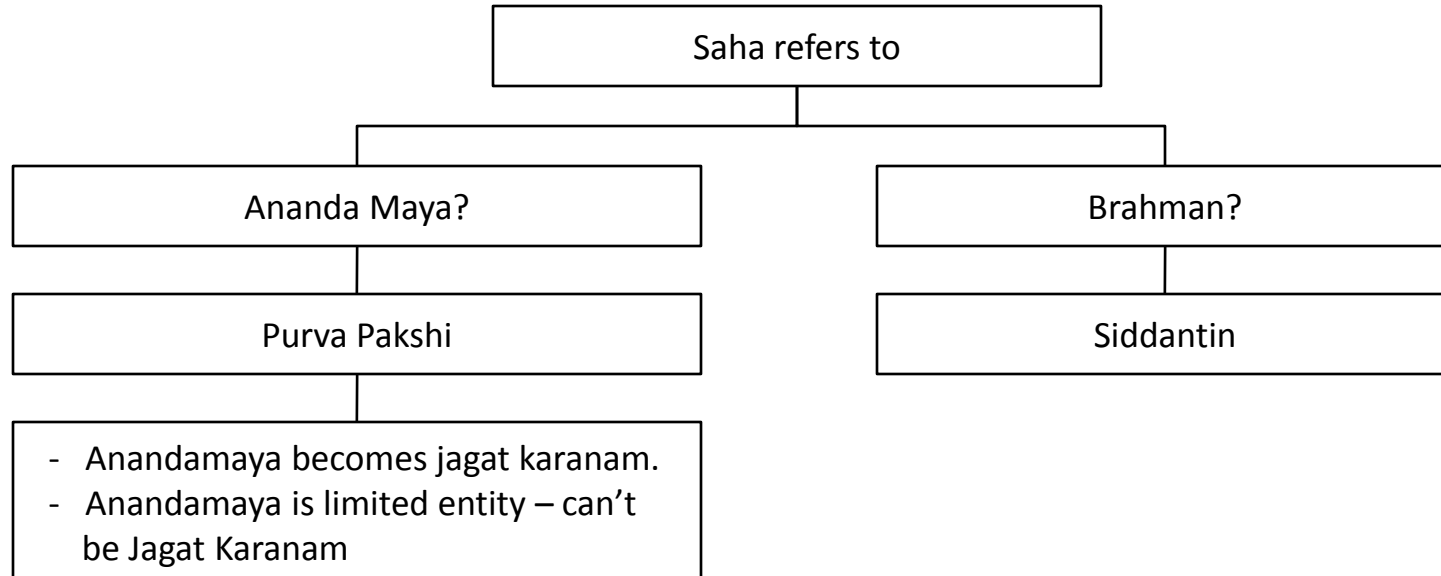 Saha refers to
Ananda Maya?
Brahman?
Purva Pakshi
Siddantin
- Anandamaya becomes jagat karanam.
- Anandamaya is limited entity – can’t
be Jagat Karanam